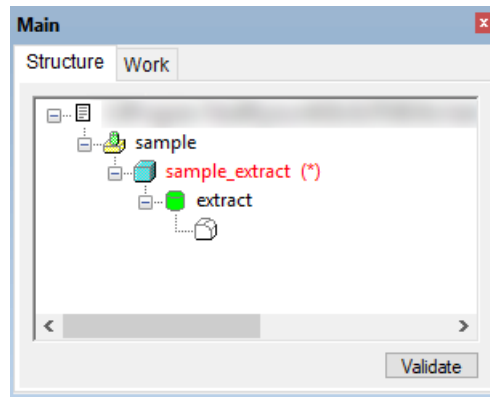 Main
Structure Work
sample
sample_extract (*)
extract
Validate